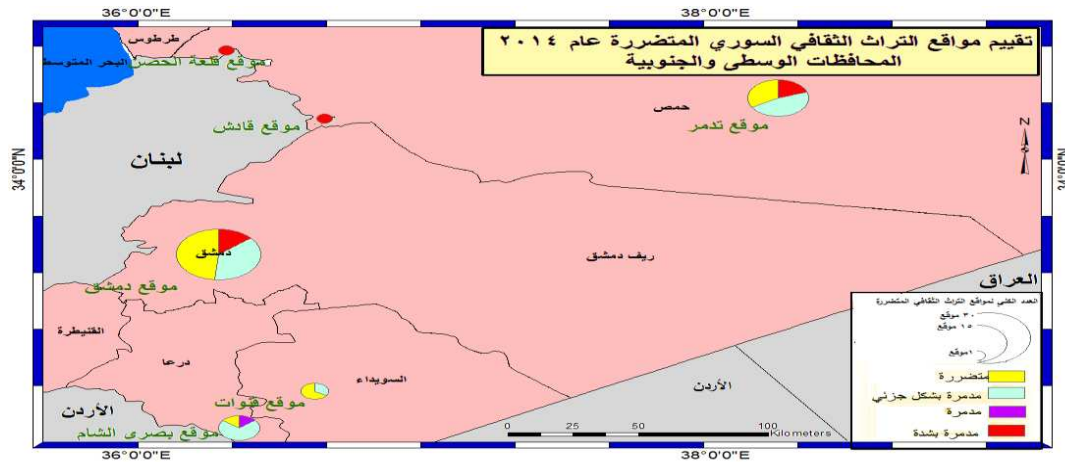 36°0'0"E
38°0'0"E
تقييم مواقع التراث الثقافي السوري المتضررة عام ٢٠١٤
المحافظات الوسطى والجنوبية
طرطوس
البحر المتوسط
موقع قلعة الحصن
حمص
موقع تدمر
موقع قادش
N
لبنان
34°0'0"N
34°0'0"N
دمشق
ريف دمشق
موقع دمشق
العراق
القنيطرة
درعا
السويداء
موقع قنوات
الأردن
الأردن
موقع بصرى الشام
العدد الكلي لمواقع التراث الثقافي المتضررة
٣٠ موقع
١٥ موقع
١موقع
متضررة
مدمرة بشكل جزئي
مدمرة
مدمرة بشدة
0 25 50 100
Kilometers
36°0'0"E
38°0'0"E